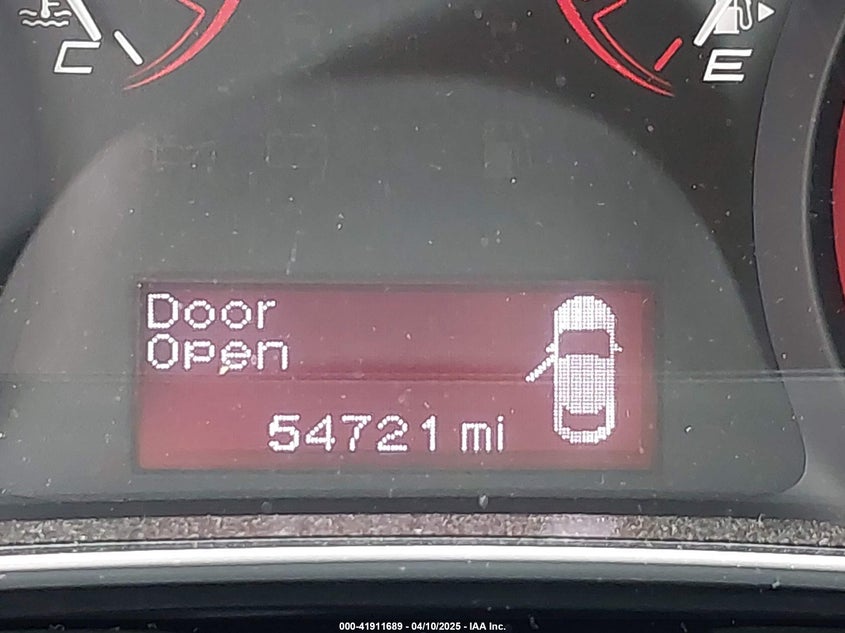 C
E
Door
Open
54721 mi
000-41911689 - 04/10/2025 - IAA Inc.